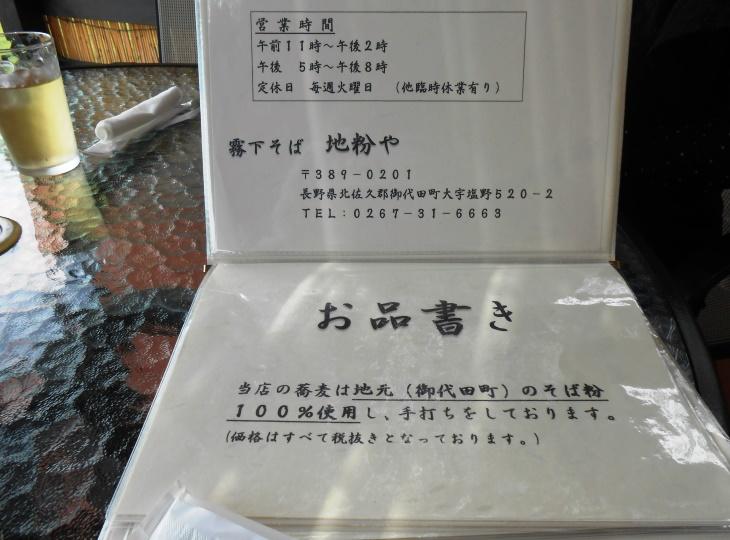 営業時間
午前１１時～午後２時
午後　５時～午後８時
定休日　毎週火曜日　（他臨時休業有り）
霧下そば　地粉や
〒３８９－０２０１
長野県北佐久郡御代田町大字塩野５２０－２
ＴＥＬ：０２６７－３１－６６６３
お品書き
当店の蕎麦は地元（御代田町）のそば粉
１００％使用し、手打ちをしております。
（価格はすべて税抜きとなっております。）